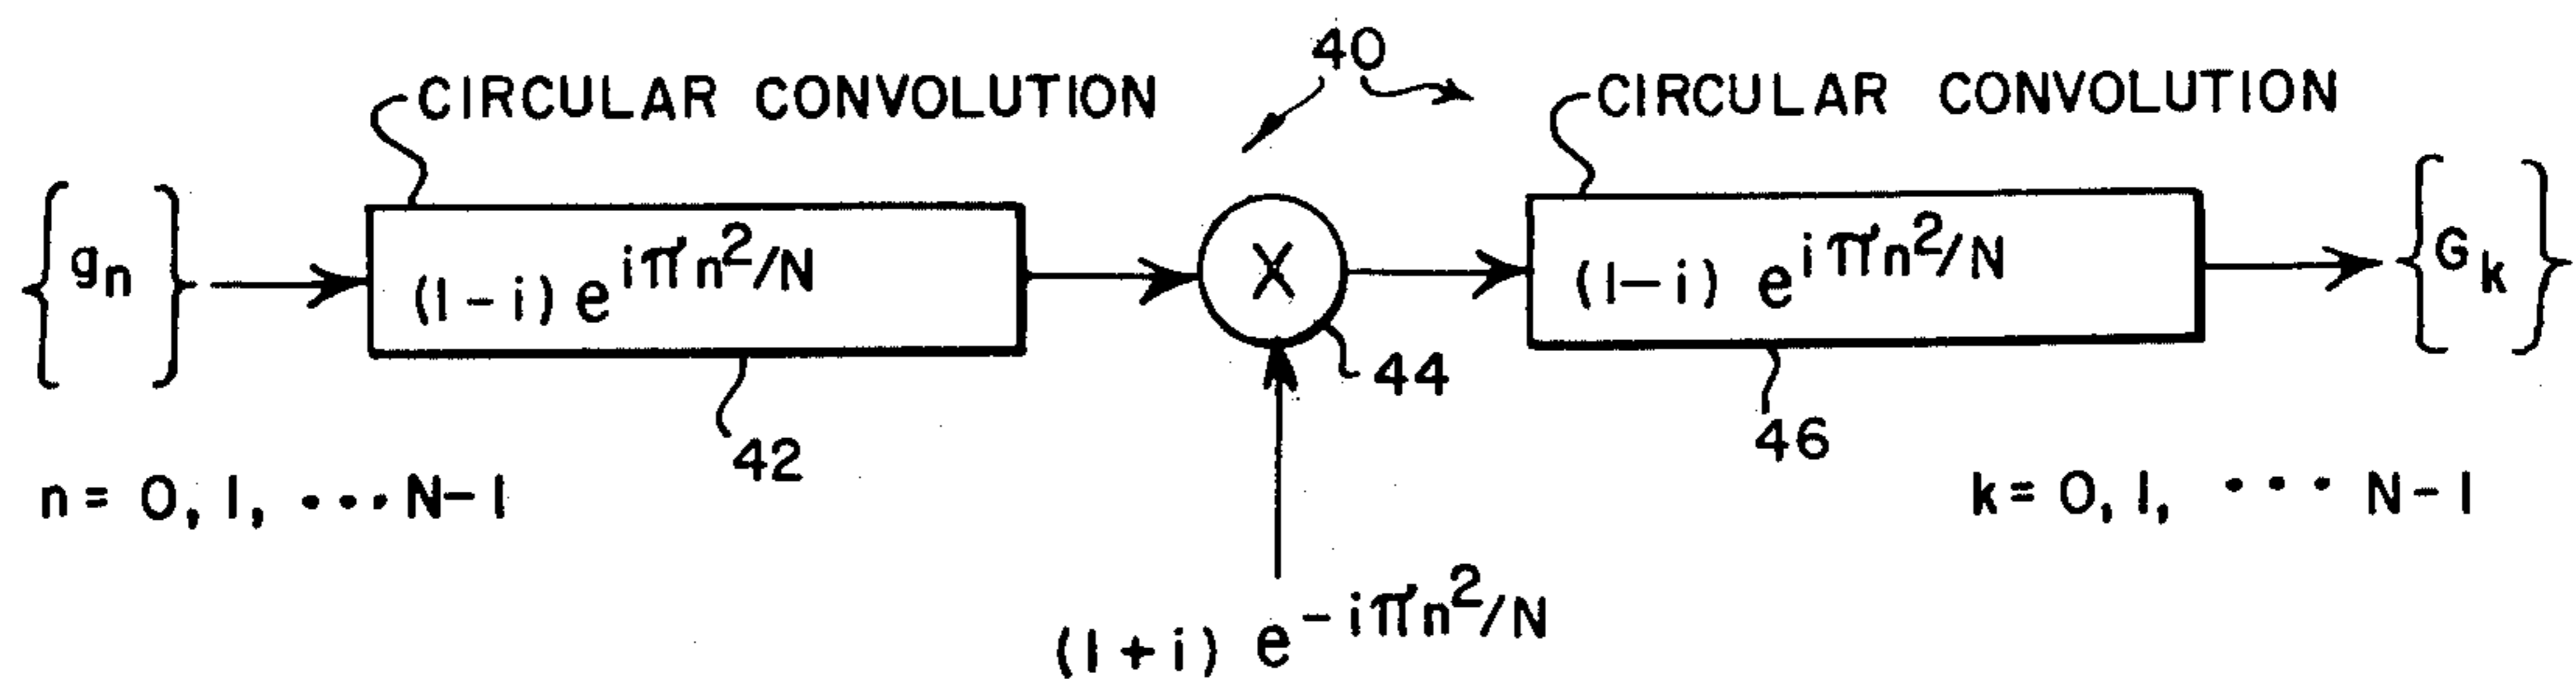 40
CIRCULAR CONVOLUTION
CIRCULAR CONVOLUTION
{gₙ}
(1-i) e^{iπn²/N}
X
(1-i) e^{iπn²/N}
{G_k}
44
42
46
n = 0, 1, ••• N-1
k = 0, 1, ••• N-1
(1+i) e^{-iπn²/N}